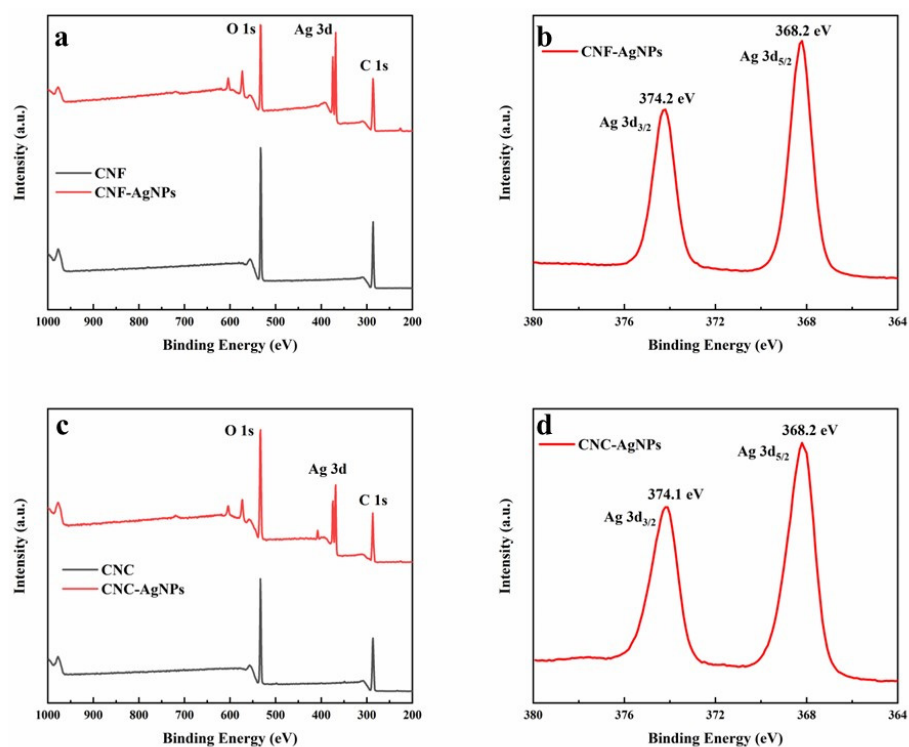 a
O 1s
Ag 3d
C 1s
CNF
CNF-AgNPs
Intensity (a.u.)
1000 900 800 700 600 500 400 300 200
Binding Energy (eV)
b
CNF-AgNPs
368.2 eV
Ag 3d5/2
374.2 eV
Ag 3d3/2
Intensity (a.u.)
380 376 372 368 364
Binding Energy (eV)
c
O 1s
Ag 3d
C 1s
CNC
CNC-AgNPs
Intensity (a.u.)
1000 900 800 700 600 500 400 300 200
Binding Energy (eV)
d
CNC-AgNPs
368.2 eV
Ag 3d5/2
374.1 eV
Ag 3d3/2
Intensity (a.u.)
380 376 372 368 364
Binding Energy (eV)